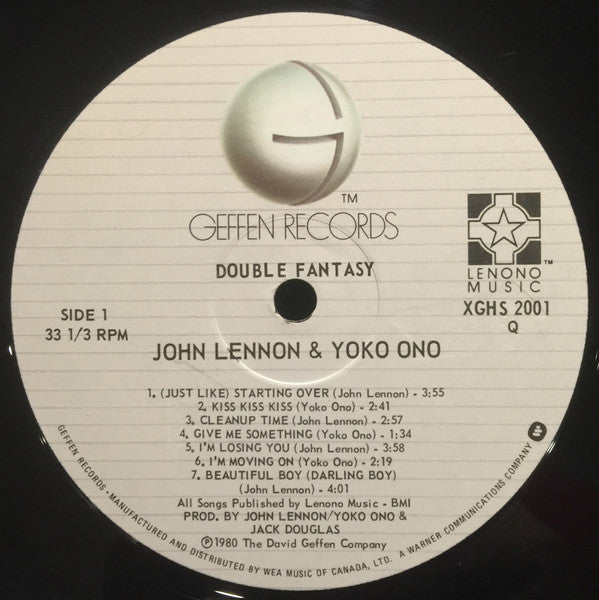 TM
GEFFEN RECORDS
DOUBLE FANTASY
LENONO™
MUSIC
SIDE 1
33 1/3 RPM
XGHS 2001
Q
JOHN LENNON & YOKO ONO
1. (JUST LIKE) STARTING OVER (John Lennon) - 3:55
2. KISS KISS KISS (Yoko Ono) - 2:41
3. CLEANUP TIME (John Lennon) - 2:57
4. GIVE ME SOMETHING (Yoko Ono) - 1:34
5. I'M LOSING YOU (John Lennon) - 3:58
6. I'M MOVING ON (Yoko Ono) - 2:19
7. BEAUTIFUL BOY (DARLING BOY)
(John Lennon) - 4:01
All Songs Published by Lenono Music - BMI
PROD. BY JOHN LENNON/YOKO ONO &
JACK DOUGLAS
℗1980 The David Geffen Company
GEFFEN RECORDS - MANUFACTURED AND DISTRIBUTED BY WEA MUSIC OF CANADA, LTD. A WARNER COMMUNICATIONS COMPANY